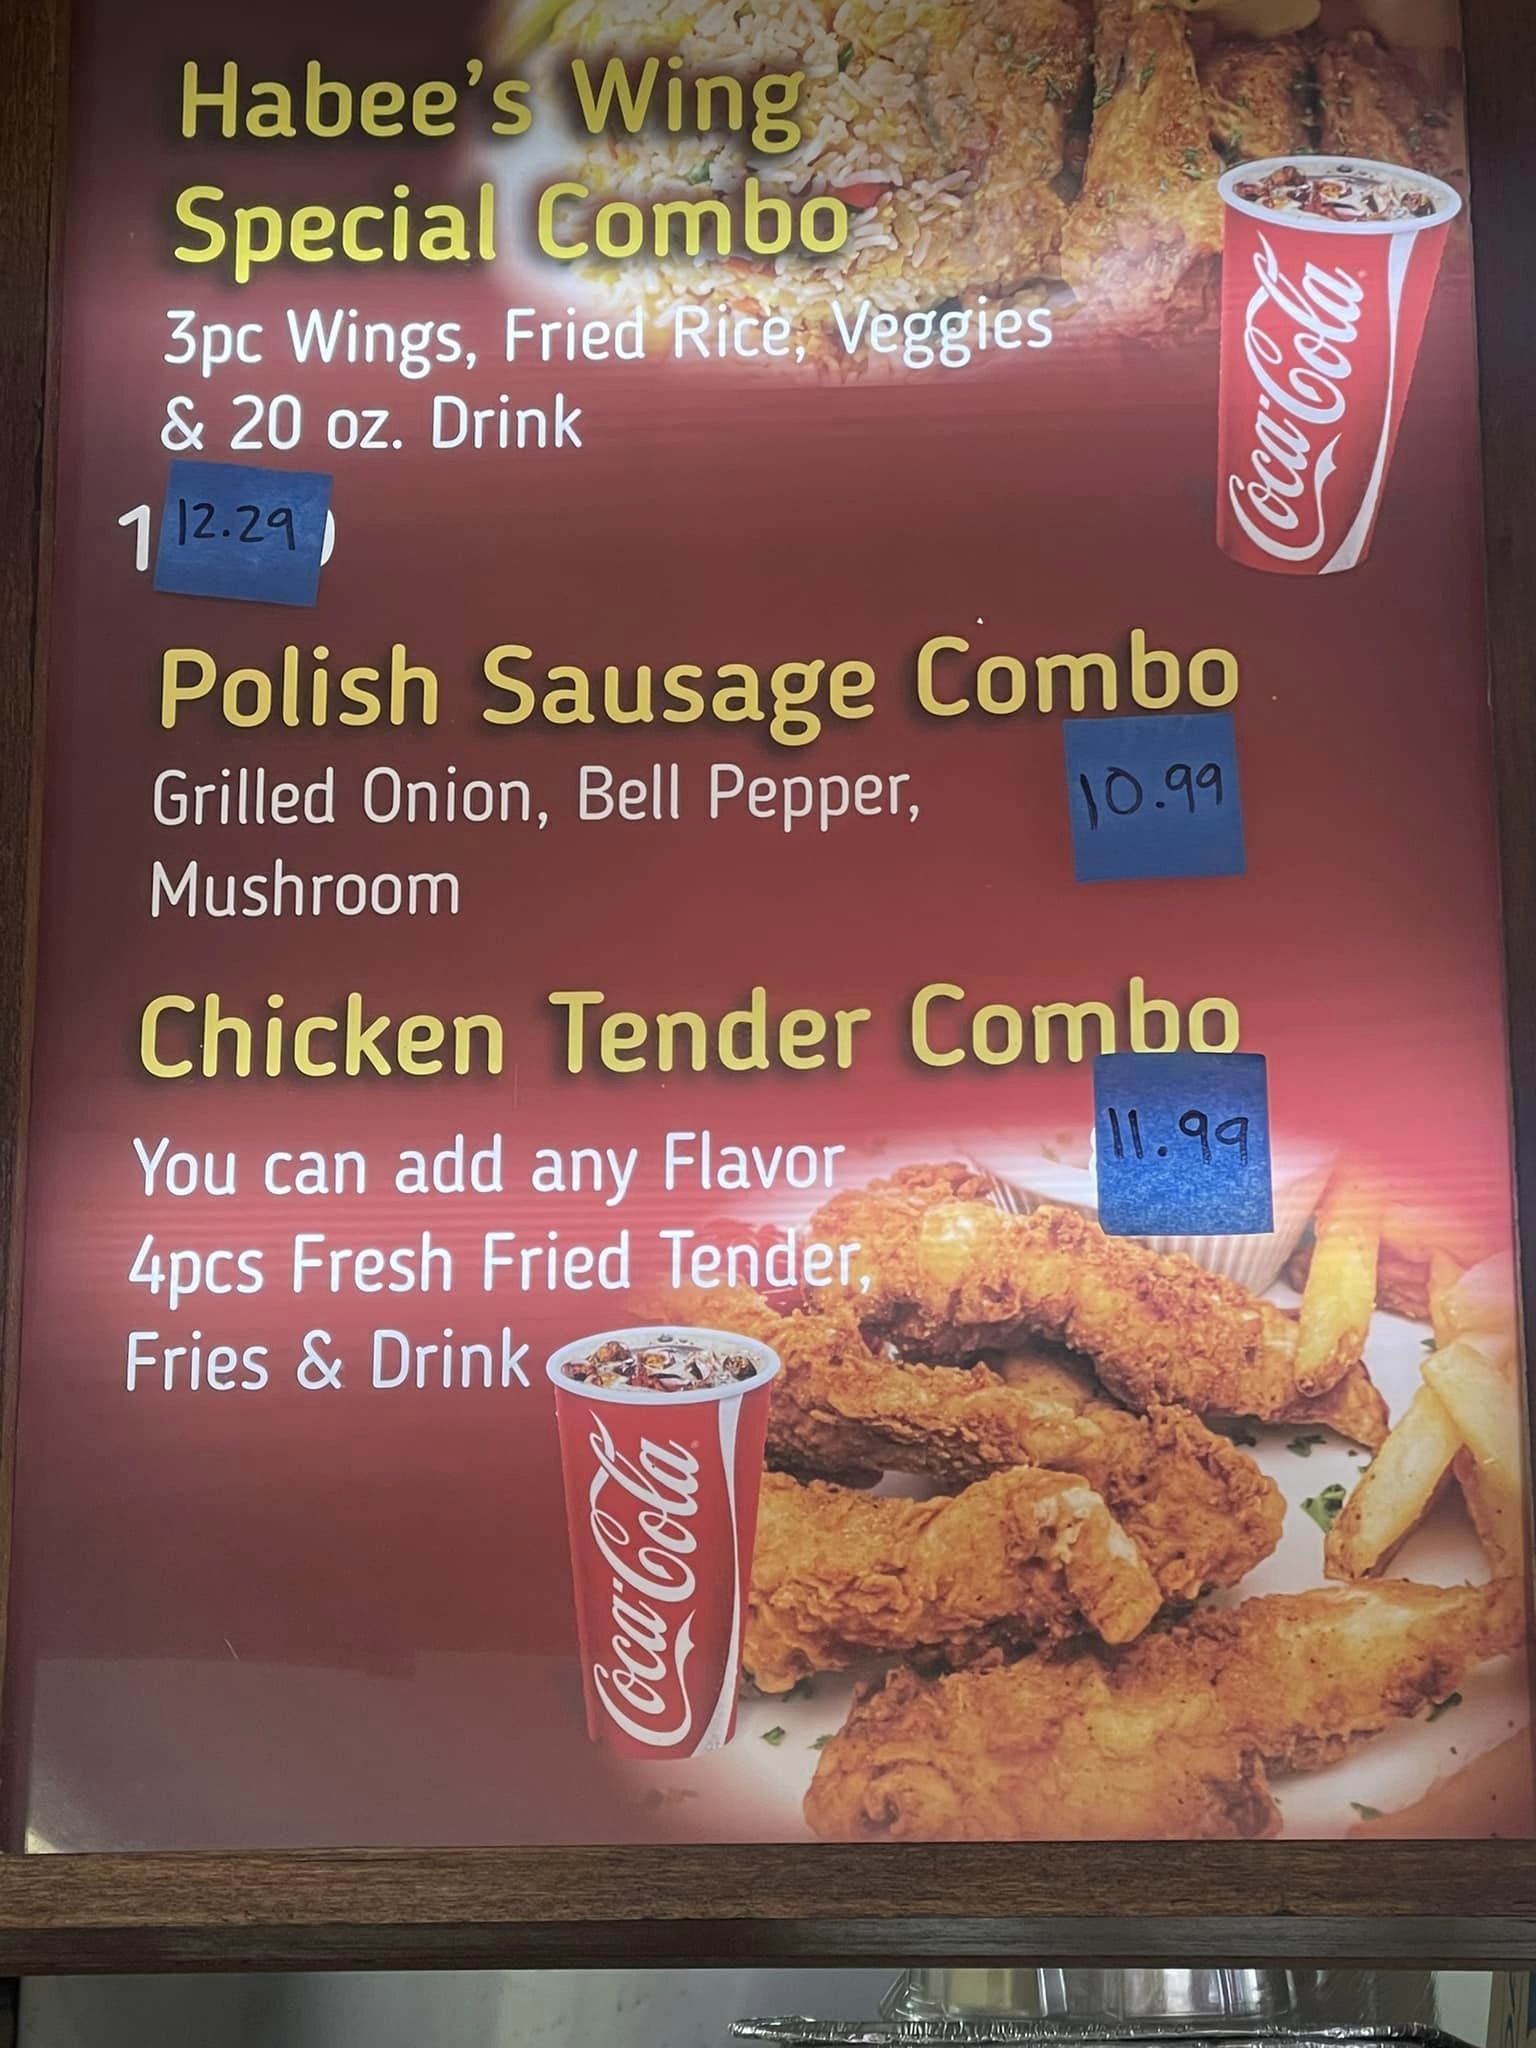 Habee's Wing
Special Combo
3pc Wings, Fried Rice, Veggies
& 20 oz. Drink
1 12.29
Coca-Cola
Polish Sausage Combo
Grilled Onion, Bell Pepper,
10.99
Mushroom
Chicken Tender Combo
11.99
You can add any Flavor
4pcs Fresh Fried Tender,
Fries & Drink
Coca-Cola